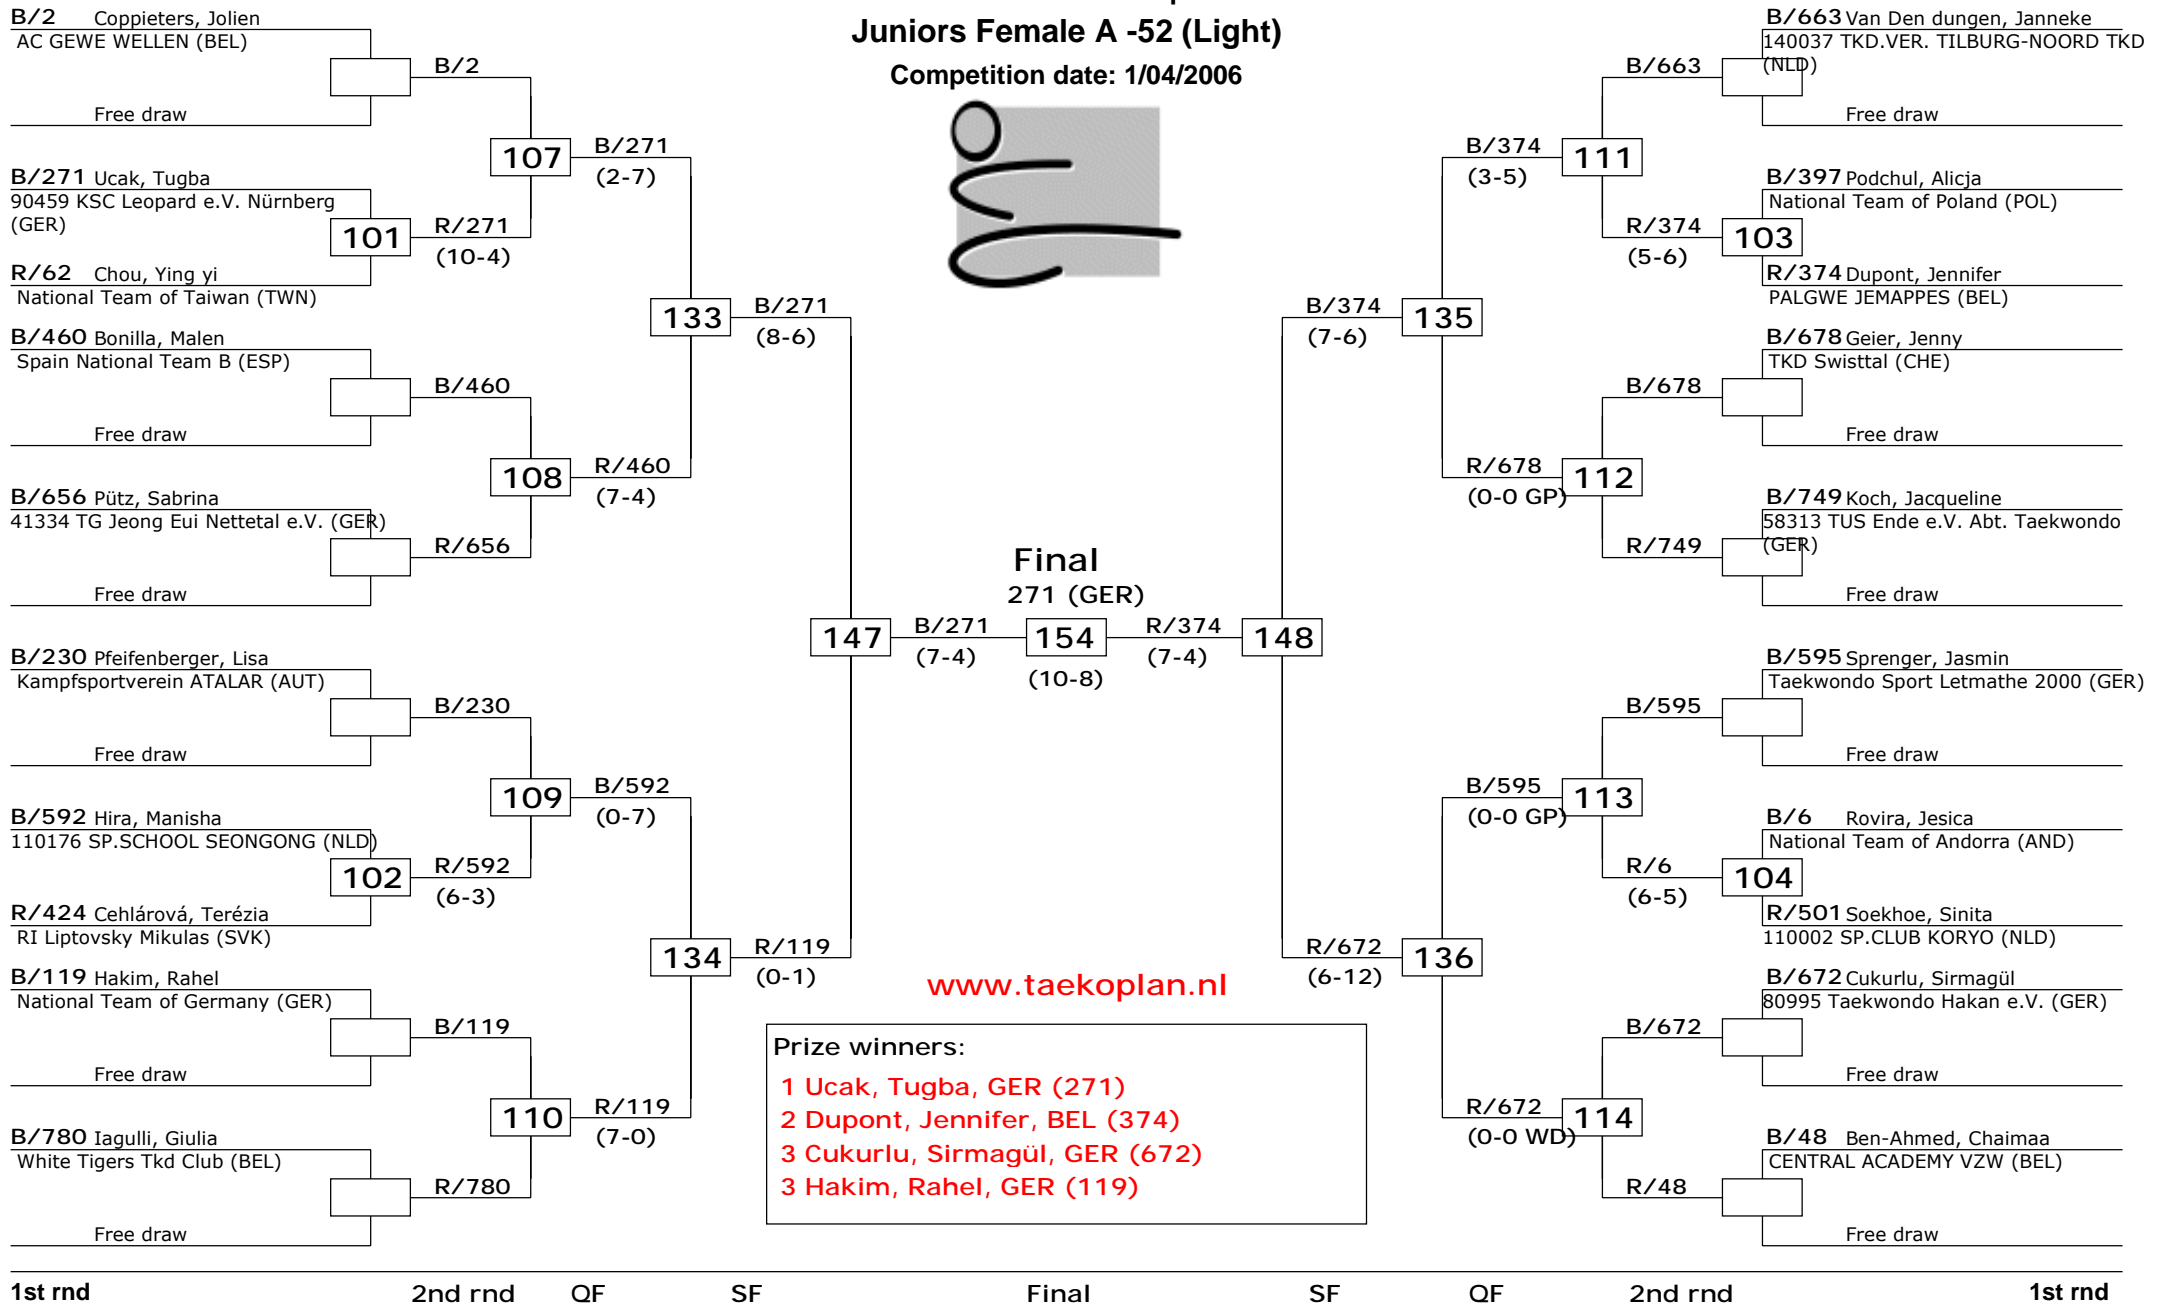 Juniors Female A -52 (Light)
Competition date: 1/04/2006
B/2 Coppieters, Jolien
AC GEWE WELLEN (BEL)
B/2
Free draw
107
B/271
(2-7)
B/271 Ucak, Tugba
90459 KSC Leopard e.V. Nürnberg
(GER)
101
R/271
(10-4)
R/62 Chou, Ying yi
National Team of Taiwan (TWN)
133
B/271
(8-6)
B/460 Bonilla, Malen
Spain National Team B (ESP)
B/460
Free draw
108
R/460
(7-4)
B/656 Pütz, Sabrina
41334 TG Jeong Eui Nettetal e.V. (GER)
R/656
Free draw
147
B/271
(7-4)
B/230 Pfeifenberger, Lisa
Kampfsportverein ATALAR (AUT)
B/230
Free draw
109
B/592
(0-7)
B/592 Hira, Manisha
110176 SP.SCHOOL SEONGONG (NLD)
102
R/592
(6-3)
R/424 Cehlárová, Terézia
RI Liptovsky Mikulas (SVK)
134
R/119
(0-1)
B/119 Hakim, Rahel
National Team of Germany (GER)
B/119
Free draw
110
R/119
(7-0)
B/780 Iagulli, Giulia
White Tigers Tkd Club (BEL)
R/780
Free draw
Final
271 (GER)
154
(10-8)
B/663 Van Den dungen, Janneke
140037 TKD.VER. TILBURG-NOORD TKD
(NLD)
B/663
Free draw
B/374
(3-5)
111
B/397 Podchul, Alicja
National Team of Poland (POL)
R/374
(5-6)
103
R/374 Dupont, Jennifer
PALGWE JEMAPPES (BEL)
B/374
(7-6)
135
B/678 Geier, Jenny
TKD Swisttal (CHE)
B/678
Free draw
R/678
(0-0 GP)
112
B/749 Koch, Jacqueline
58313 TUS Ende e.V. Abt. Taekwondo
(GER)
R/749
Free draw
R/374
(7-4)
148
B/595 Sprenger, Jasmin
Taekwondo Sport Letmathe 2000 (GER)
B/595
Free draw
B/595
(0-0 GP)
113
B/6 Rovira, Jesica
National Team of Andorra (AND)
R/6
(6-5)
104
R/501 Soekhoe, Sinita
110002 SP.CLUB KORYO (NLD)
R/672
(6-12)
136
B/672 Cukurlu, Sirmagül
80995 Taekwondo Hakan e.V. (GER)
B/672
Free draw
R/672
(0-0 WD)
114
B/48 Ben-Ahmed, Chaimaa
CENTRAL ACADEMY VZW (BEL)
R/48
Free draw
www.taekoplan.nl
Prize winners:
1 Ucak, Tugba, GER (271)
2 Dupont, Jennifer, BEL (374)
3 Cukurlu, Sirmagül, GER (672)
3 Hakim, Rahel, GER (119)
1st rnd 2nd rnd QF SF Final SF QF 2nd rnd 1st rnd